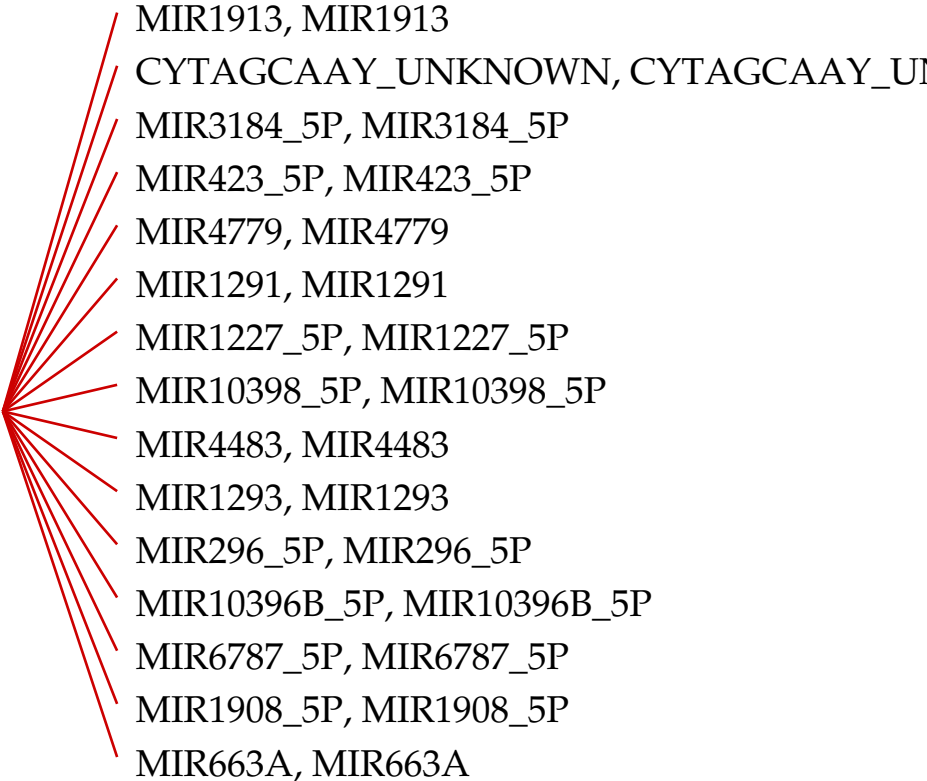 MIR1913, MIR1913
CYTAGCAAY_UNKNOWN, CYTAGCAAY_UN
MIR3184_5P, MIR3184_5P
MIR423_5P, MIR423_5P
MIR4779, MIR4779
MIR1291, MIR1291
MIR1227_5P, MIR1227_5P
MIR10398_5P, MIR10398_5P
MIR4483, MIR4483
MIR1293, MIR1293
MIR296_5P, MIR296_5P
MIR10396B_5P, MIR10396B_5P
MIR6787_5P, MIR6787_5P
MIR1908_5P, MIR1908_5P
MIR663A, MIR663A